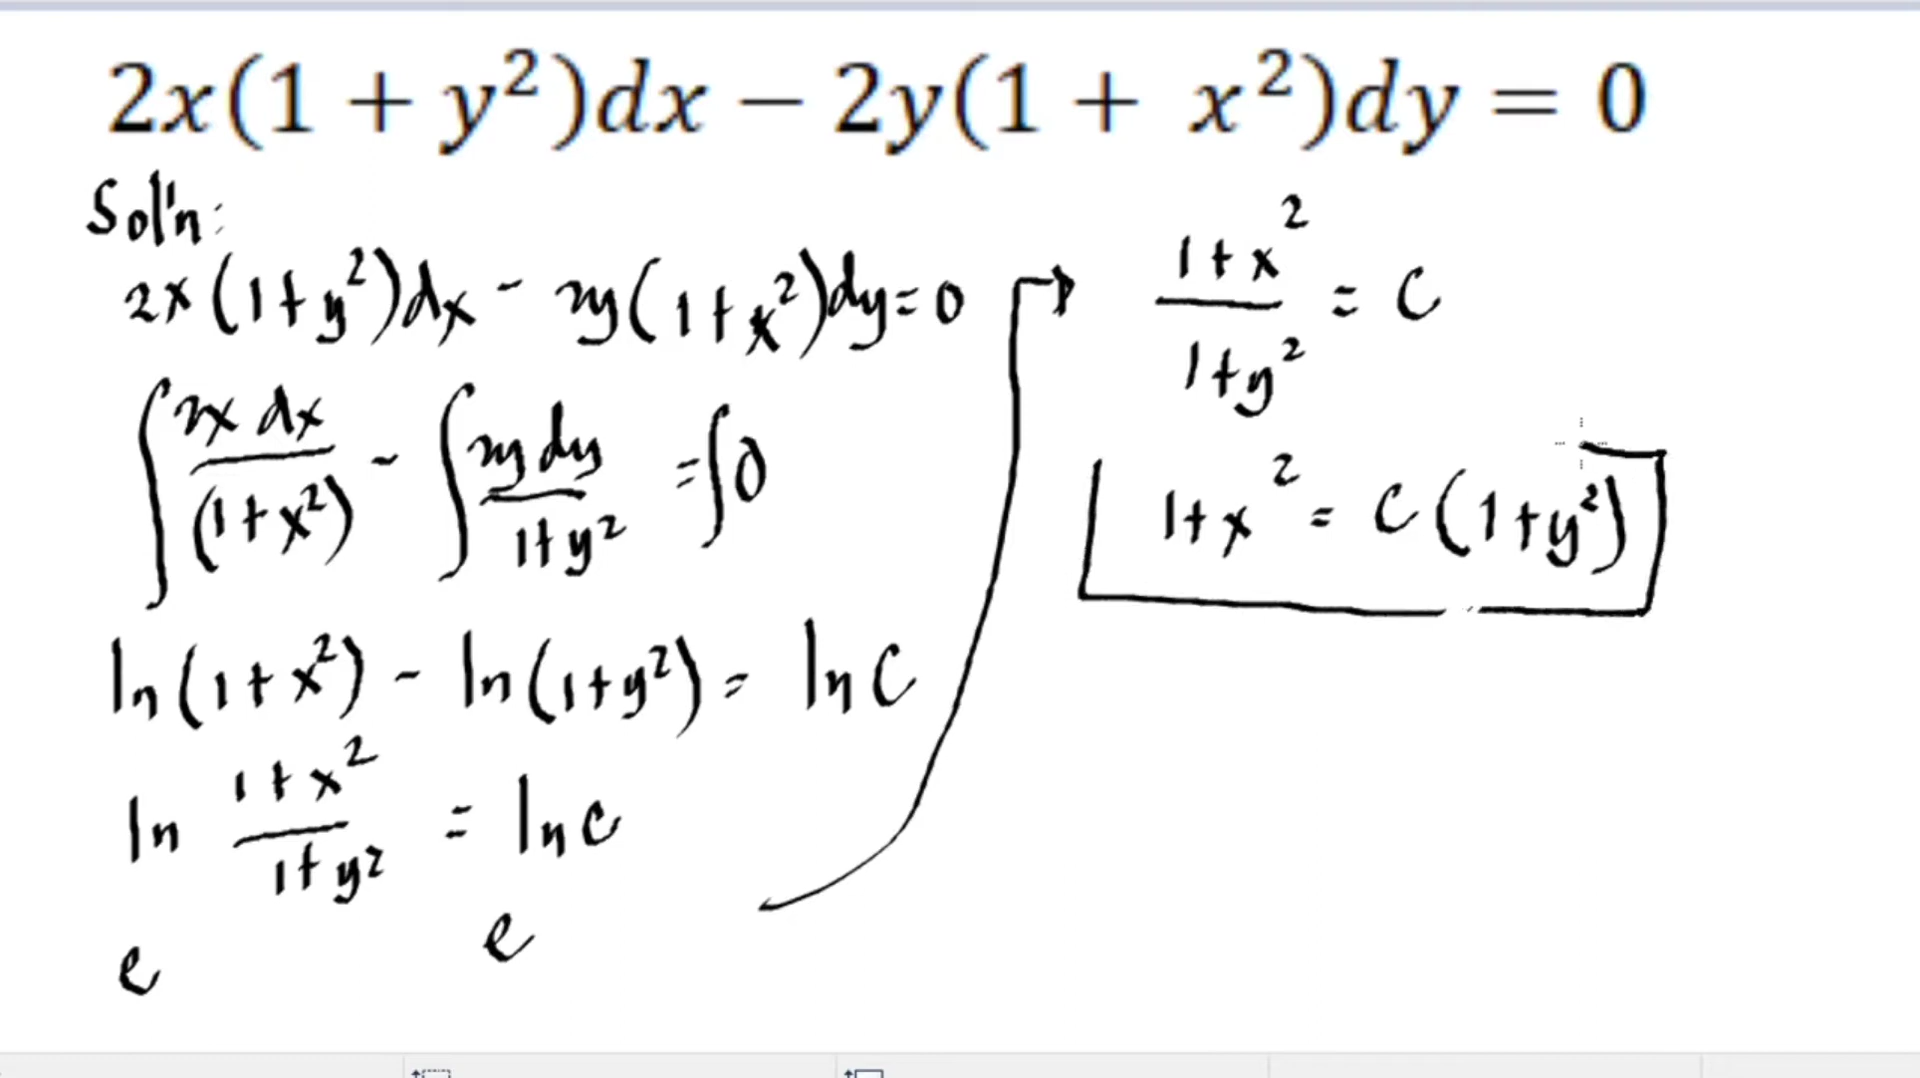 2x(1 + y²)dx − 2y(1 + x²)dy = 0
Sol'n:
2x(1+y²)dx - 2y(1+x²)dy=0
∫ 2x dx / (1+x²) - ∫ 2y dy / 1+y² = ∫0
ln(1+x²) - ln(1+y²) = ln C
ln 1+x² / 1+y² = ln C
e e
1+x² / 1+y² = C
1+x² = C(1+y²)